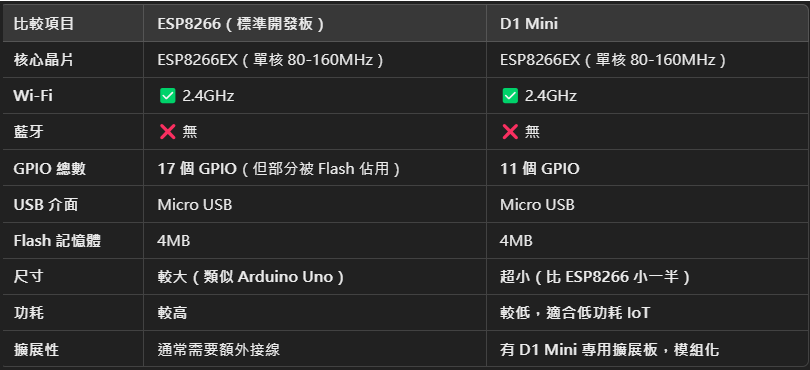 比較項目 ESP8266（標準開發板） D1 Mini
核心晶片 ESP8266EX（單核 80-160MHz） ESP8266EX（單核 80-160MHz）
Wi-Fi ✅ 2.4GHz ✅ 2.4GHz
藍牙 ❌ 無 ❌ 無
GPIO 總數 17 個 GPIO（但部分被 Flash 佔用） 11 個 GPIO
USB 介面 Micro USB Micro USB
Flash 記憶體 4MB 4MB
尺寸 較大（類似 Arduino Uno） 超小（比 ESP8266 小一半）
功耗 較高 較低，適合低功耗 IoT
擴展性 通常需要額外接線 有 D1 Mini 專用擴展板，模組化